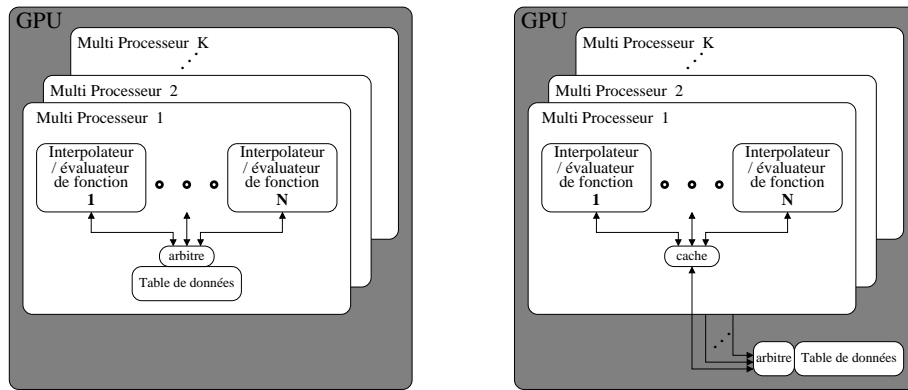 GPU
Multi Processeur K
Multi Processeur 2
Multi Processeur 1
Interpolateur
/ évaluateur
de fonction
1
Interpolateur
/ évaluateur
de fonction
N
arbitre
Table de données
GPU
Multi Processeur K
Multi Processeur 2
Multi Processeur 1
Interpolateur
/ évaluateur
de fonction
1
Interpolateur
/ évaluateur
de fonction
N
cache
arbitre
Table de données